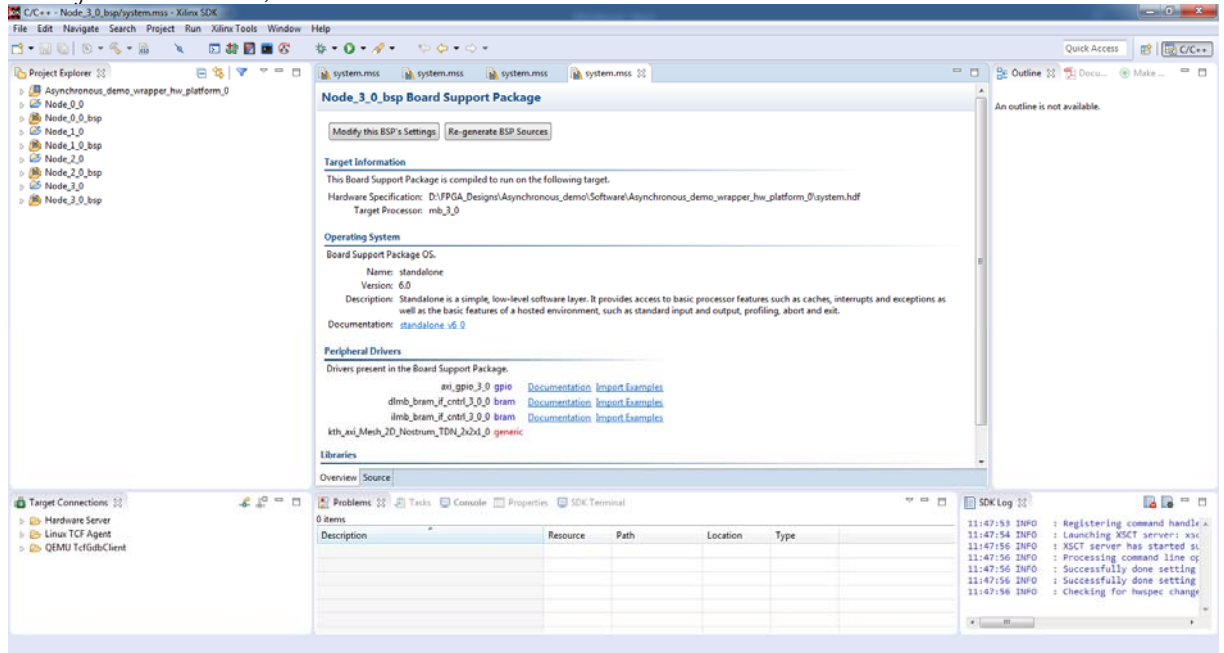 C/C++ - Node_3_0_bsp/system.mss - Xilinx SDK
File Edit Navigate Search Project Run Xilinx Tools Window Help
Quick Access
C/C++
Project Explorer
Asynchronous_demo_wrapper_hw_platform_0
Node_0_0
Node_0_0_bsp
Node_1_0
Node_1_0_bsp
Node_2_0
Node_2_0_bsp
Node_3_0
Node_3_0_bsp
system.mss system.mss system.mss system.mss
Node_3_0_bsp Board Support Package
Modify this BSP's Settings Re-generate BSP Sources
Target Information
This Board Support Package is compiled to run on the following target.
Hardware Specification: D:\FPGA_Designs\Asynchronous_demo\Software\Asynchronous_demo_wrapper_hw_platform_0\system.hdf
Target Processor: mb_3_0
Operating System
Board Support Package OS.
Name: standalone
Version: 6.0
Description: Standalone is a simple, low-level software layer. It provides access to basic processor features such as caches, interrupts and exceptions as
well as the basic features of a hosted environment, such as standard input and output, profiling, abort and exit.
Documentation: standalone_v6_0
Peripheral Drivers
Drivers present in the Board Support Package.
axi_gpio_3_0 gpio Documentation Import Examples
dlmb_bram_if_cntrl_3_0_0 bram Documentation Import Examples
ilmb_bram_if_cntrl_3_0_0 bram Documentation Import Examples
kth_axi_Mesh_2D_Nostrum_TDN_2x2x1_0 generic
Libraries
Overview Source
Outline Docu... Make ...
An outline is not available.
Target Connections
Hardware Server
Linux TCF Agent
QEMU TcfGdbClient
Problems Tasks Console Properties SDK Terminal
0 items
Description Resource Path Location Type
SDK Log
11:47:53 INFO : Registering command handle
11:47:54 INFO : Launching XSCT server: xsc
11:47:56 INFO : XSCT server has started su
11:47:56 INFO : Processing command line op
11:47:56 INFO : Successfully done setting
11:47:56 INFO : Successfully done setting
11:47:56 INFO : Checking for hwspec change